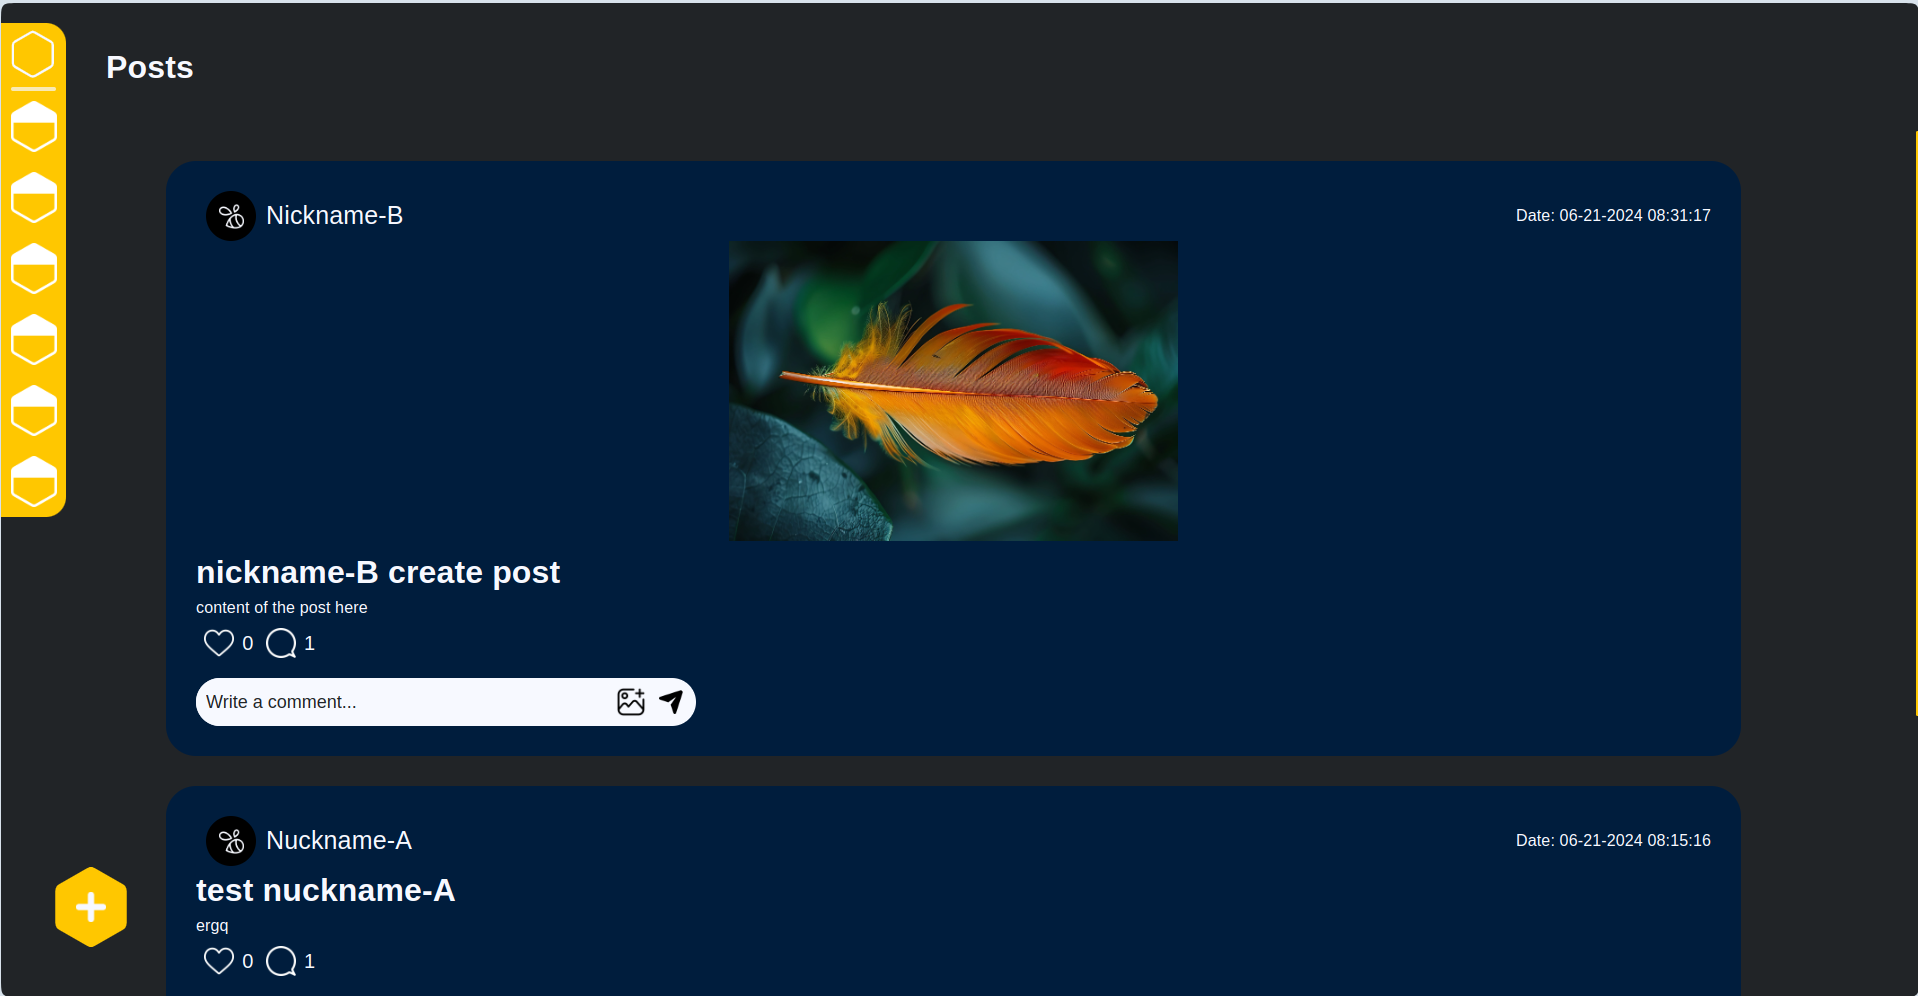 Posts
Nickname-B
Date: 06-21-2024 08:31:17
nickname-B create post
content of the post here
0 1
Write a comment...
Nuckname-A
Date: 06-21-2024 08:15:16
test nuckname-A
ergq
0 1